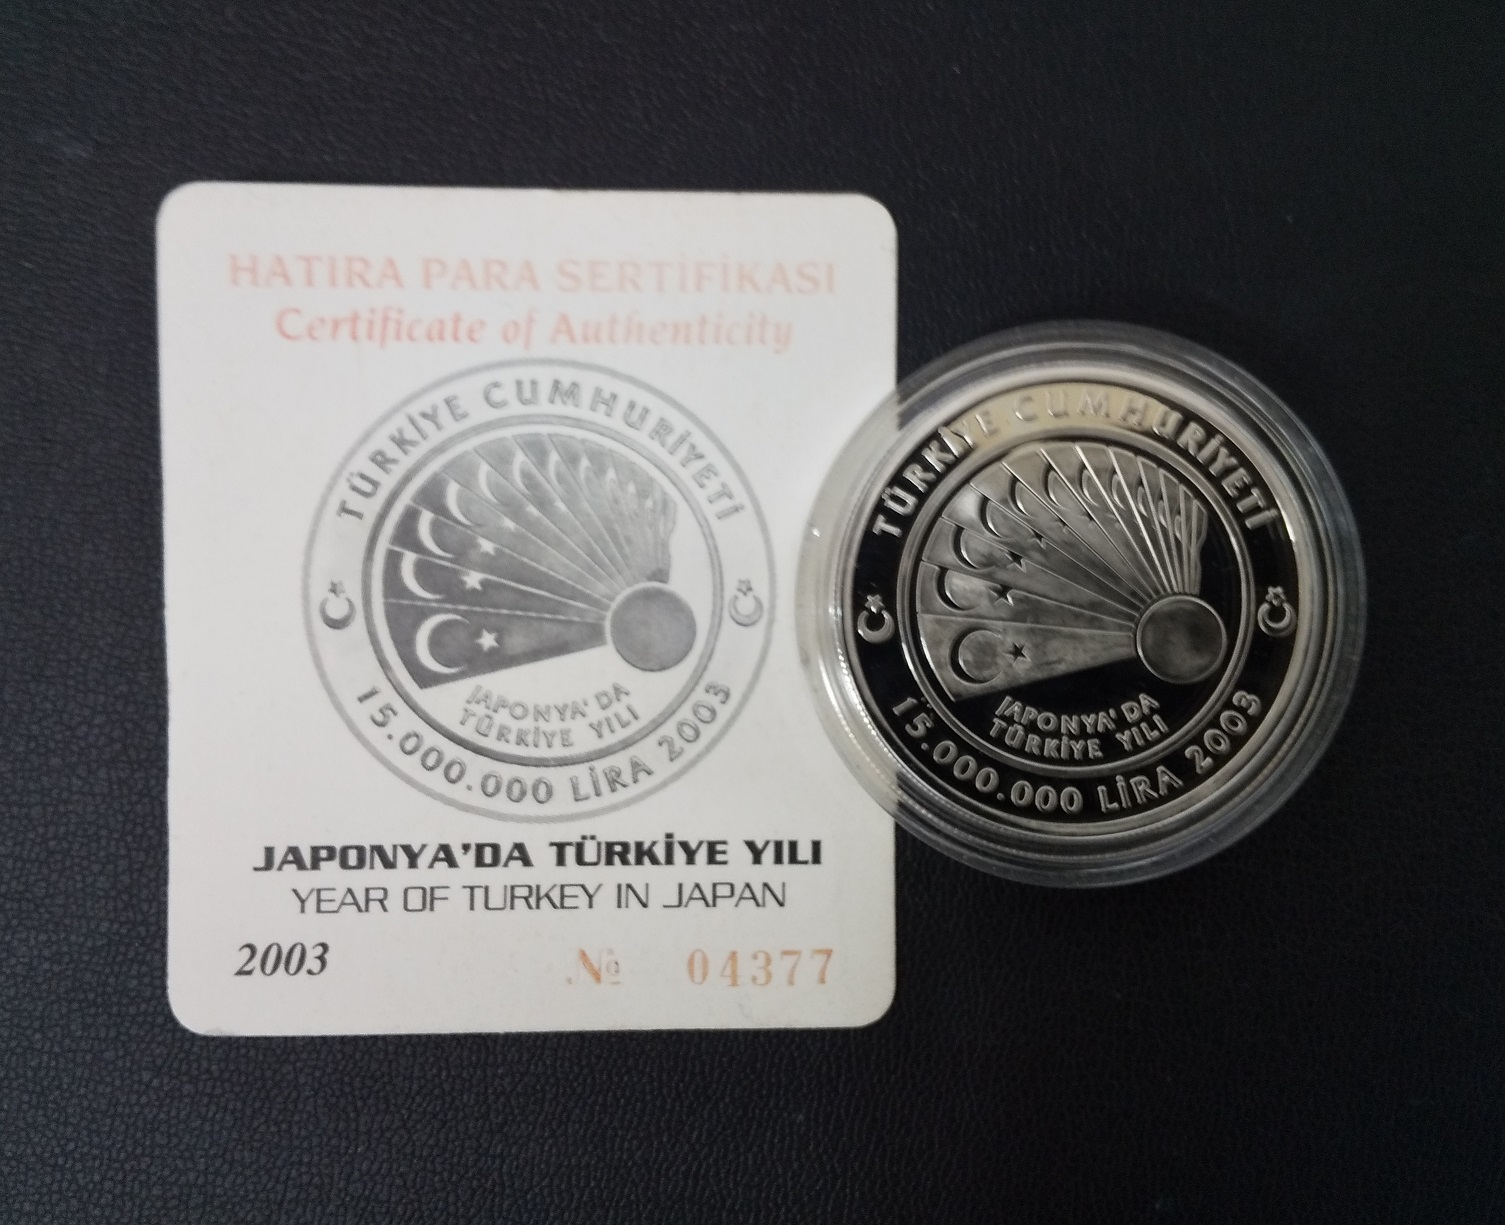 HATIRA PARA SERTİFİKASI
Certificate of Authenticity
TÜRKİYE CUMHURİYETİ
JAPONYA'DA
TÜRKİYE YILI
15.000.000 LİRA 2003
JAPONYA'DA TÜRKİYE YILI
YEAR OF TURKEY IN JAPAN
2003 № 04377
TÜRKİYE CUMHURİYETİ
JAPONYA'DA
TÜRKİYE YILI
15.000.000 LİRA 2003